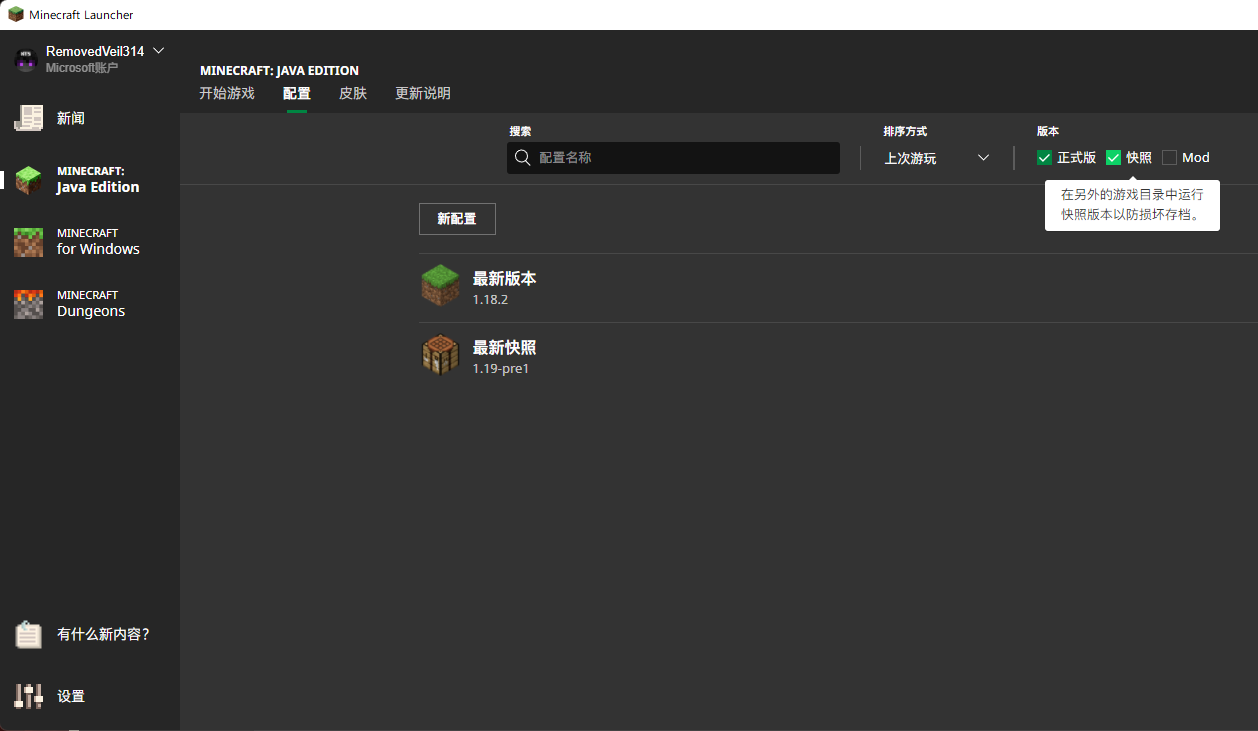 Minecraft Launcher
RemovedVeil314
Microsoft账户
新闻
MINECRAFT:
Java Edition
MINECRAFT
for Windows
MINECRAFT
Dungeons
有什么新内容？
设置
MINECRAFT: JAVA EDITION
开始游戏 配置 皮肤 更新说明
搜索
配置名称
排序方式
上次游玩
版本
正式版 快照 Mod
在另外的游戏目录中运行
快照版本以防损坏存档。
新配置
最新版本
1.18.2
最新快照
1.19-pre1